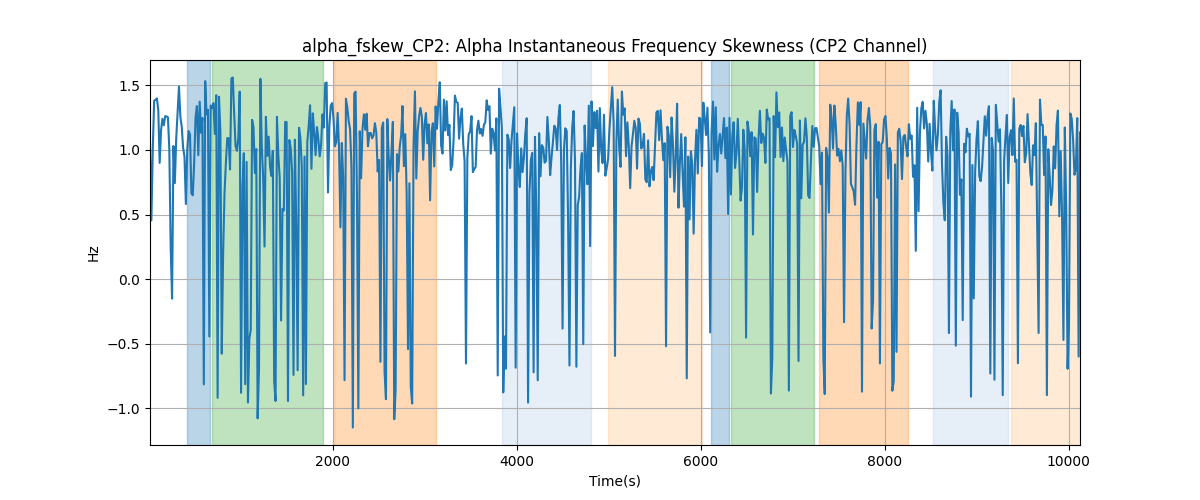 alpha_fskew_CP2: Alpha Instantaneous Frequency Skewness (CP2 Channel)
1.5
1.0
0.5
0.0
−0.5
−1.0
Hz
2000 4000 6000 8000 10000
Time(s)